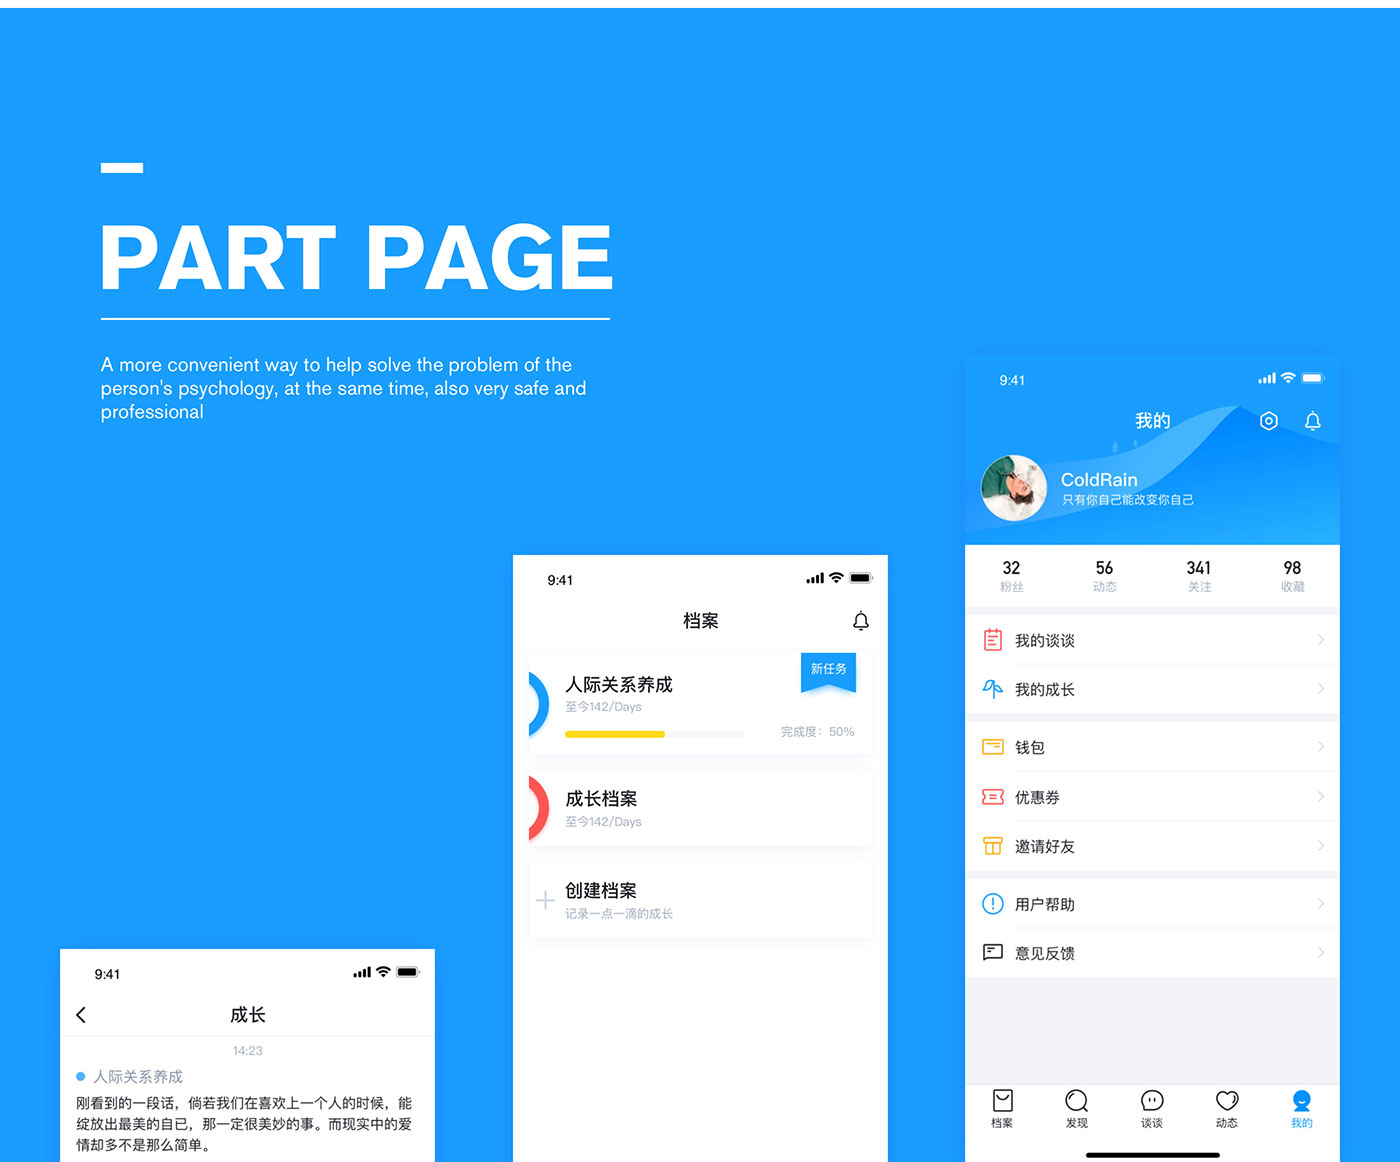 PART PAGE
A more convenient way to help solve the problem of the
person's psychology, at the same time, also very safe and
professional
9:41
成长
14:23
人际关系养成
刚看到的一段话，倘若我们在喜欢上一个人的时候，能
绽放出最美的自已，那一定很美妙的事。而现实中的爱
情却多不是那么简单。
9:41
档案
新任务
人际关系养成
至今142/Days
完成度：50%
成长档案
至今142/Days
创建档案
记录一点一滴的成长
9:41
我的
ColdRain
只有你自己能改变你自己
32 56 341 98
粉丝 动态 关注 收藏
我的谈谈
我的成长
钱包
优惠券
邀请好友
用户帮助
意见反馈
档案 发现 谈谈 动态 我的